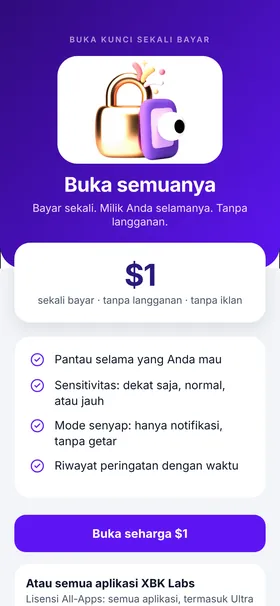 BUKA KUNCI SEKALI BAYAR
Buka semuanya
Bayar sekali. Milik Anda selamanya. Tanpa
langganan.
$1
sekali bayar · tanpa langganan · tanpa iklan
Pantau selama yang Anda mau
Sensitivitas: dekat saja, normal,
atau jauh
Mode senyap: hanya notifikasi,
tanpa getar
Riwayat peringatan dengan waktu
Buka seharga $1
Atau semua aplikasi XBK Labs
Lisensi All-Apps: semua aplikasi, termasuk Ultra